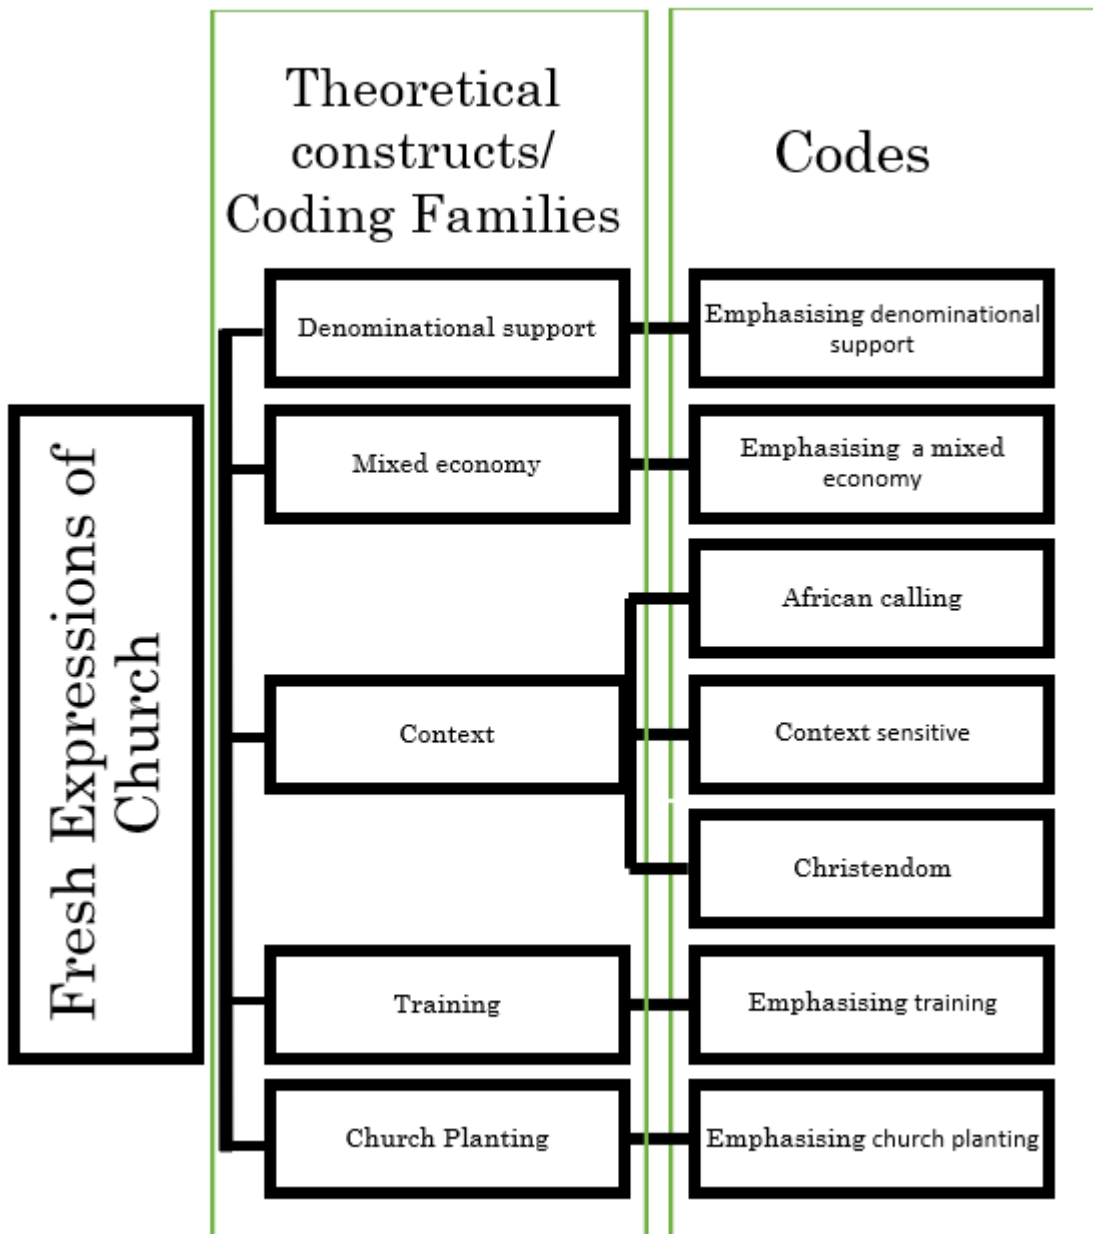 Theoretical
constructs/
Coding Families
Codes
Fresh Expressions of
Church
Denominational support
Emphasising denominational
support
Mixed economy
Emphasising a mixed
economy
Context
African calling
Context sensitive
Christendom
Training
Emphasising training
Church Planting
Emphasising church planting